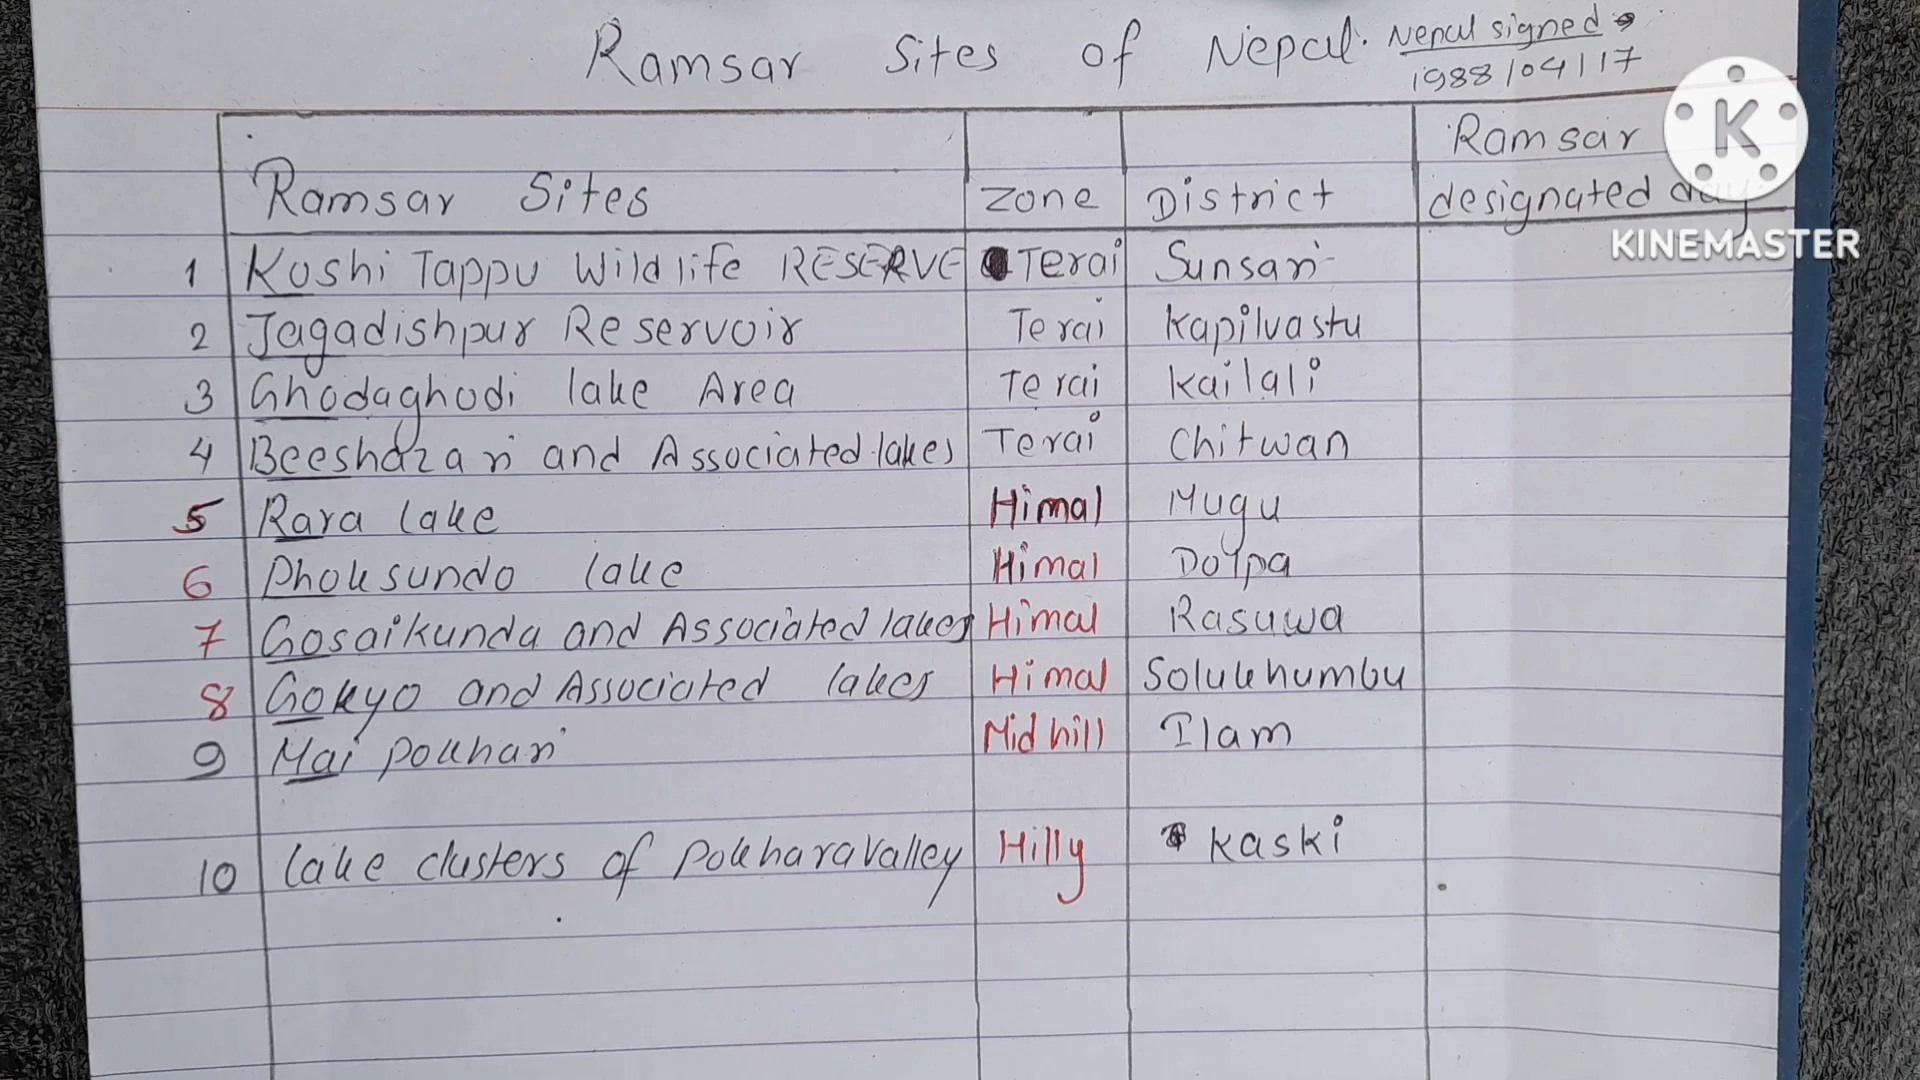 Ramsar Sites of Nepal. Nepal signed
1988/04/17
Ramsar
Ramsar Sites Zone District designated day
1 Koshi Tappu Wildlife RESERVE Terai Sunsari
2 Jagadishpur Reservoir Terai Kapilvastu
3 Ghodaghodi lake Area Terai Kailali
4 Beeshazari and Associated lakes Terai Chitwan
5 Rara lake Himal Mugu
6 Phoksundo lake Himal Dolpa
7 Gosaikunda and Associated lakes Himal Rasuwa
8 Gokyo and Associated lakes Himal Solukhumbu
9 Mai pokhari Mid hill Ilam
10 lake clusters of pokhara valley Hilly Kaski
K
KINEMASTER